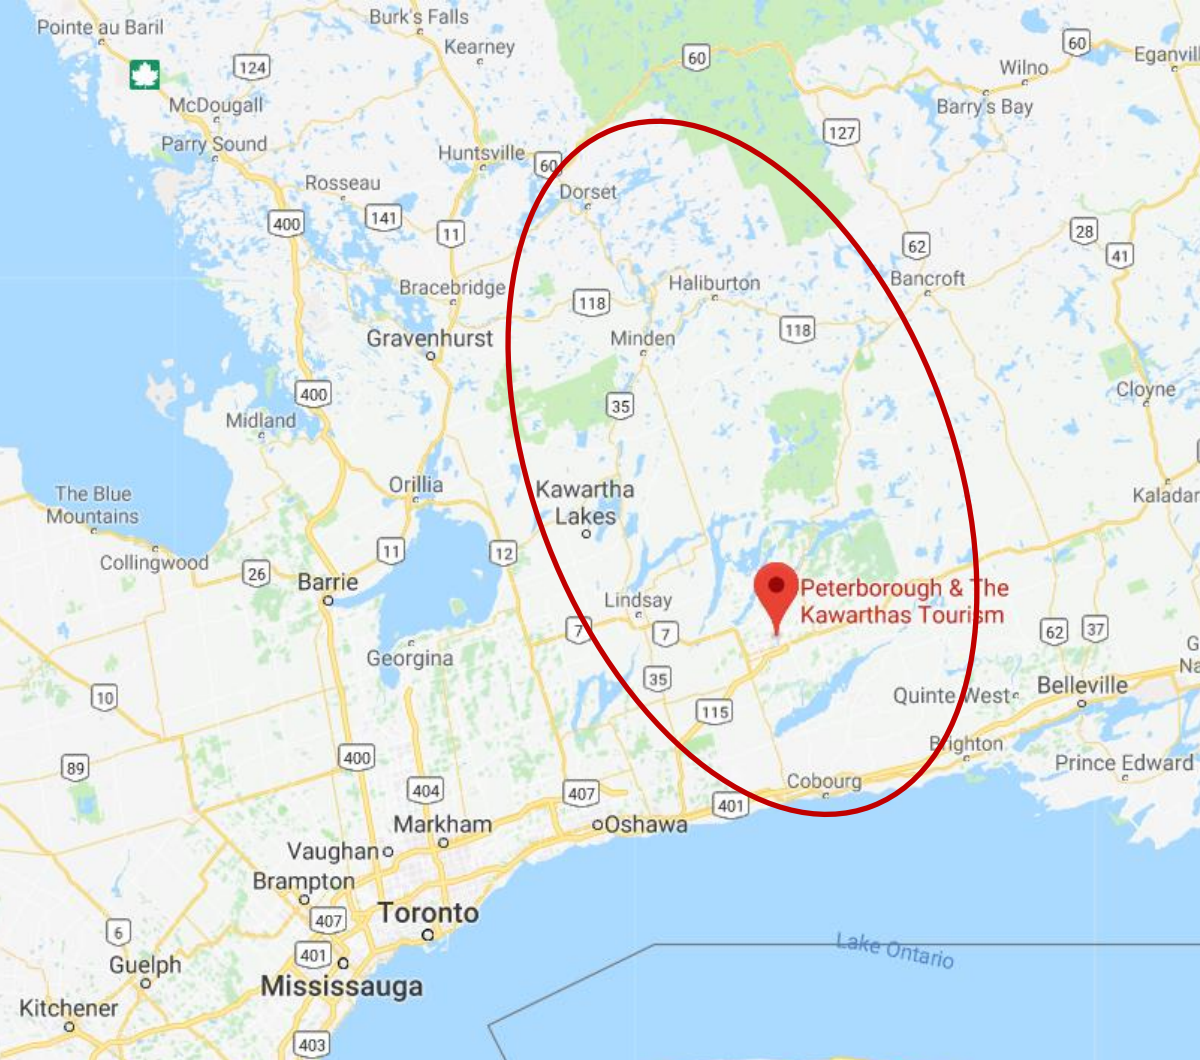 Burk's Falls
Pointe au Baril
Kearney
60
60
Eganvill
124
Wilno
McDougall
Barry's Bay
127
Parry Sound
Huntsville
60
Rosseau
Dorset
141
400
11
28
62
41
Bancroft
Haliburton
Bracebridge
118
118
Gravenhurst
Minden
400
Cloyne
35
Midland
Orillia
Kawartha
Lakes
The Blue
Mountains
Kaladar
Collingwood
11
12
26
Barrie
Peterborough & The
Kawarthas Tourism
Lindsay
7
7
62
37
G
Na
Georgina
35
Belleville
10
Quinte West
115
Brighton
400
Prince Edward
89
Cobourg
404
407
401
Markham
Oshawa
Vaughan
Brampton
407
Toronto
6
Lake Ontario
401
Guelph
Mississauga
Kitchener
403